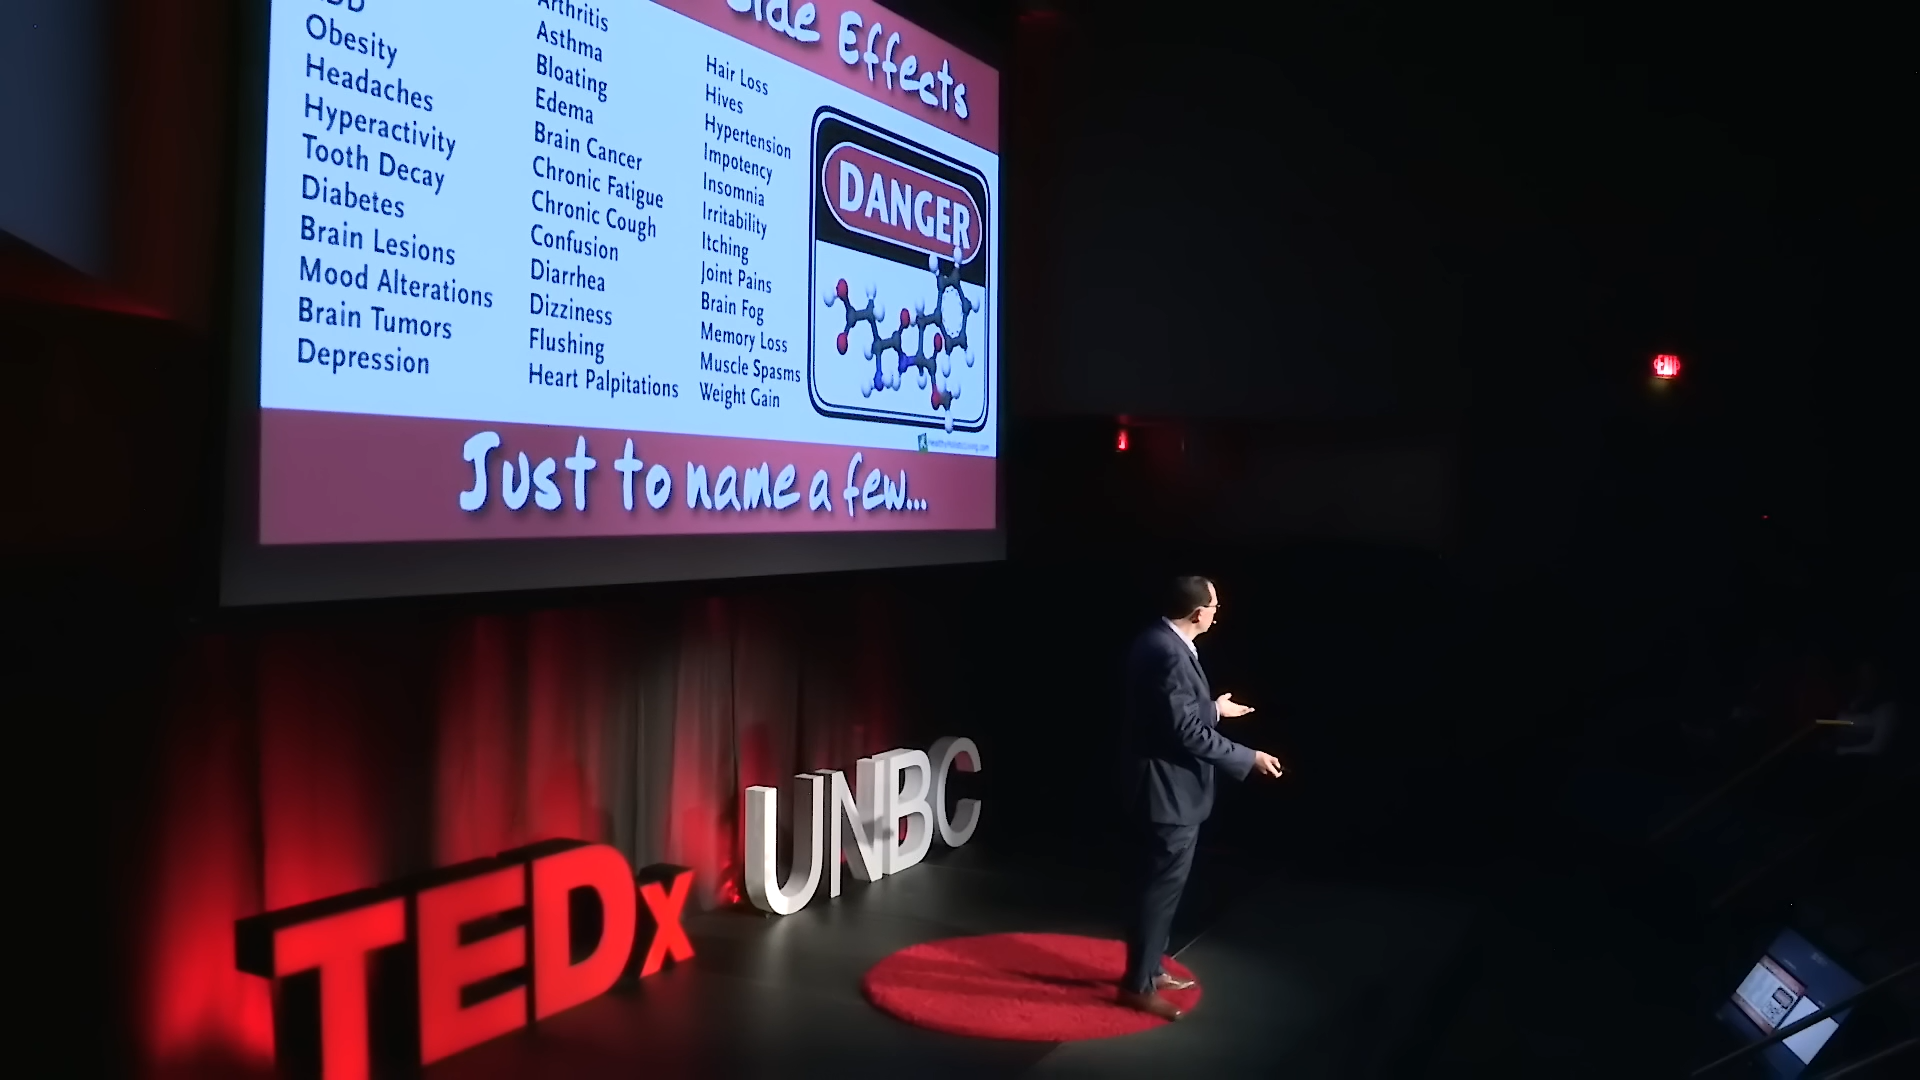 Side Effects
Obesity
Headaches
Hyperactivity
Tooth Decay
Diabetes
Brain Lesions
Mood Alterations
Brain Tumors
Depression
Arthritis
Asthma
Bloating
Edema
Brain Cancer
Chronic Fatigue
Chronic Cough
Confusion
Diarrhea
Dizziness
Flushing
Heart Palpitations
Hair Loss
Hives
Hypertension
Impotency
Insomnia
Irritability
Itching
Joint Pains
Brain Fog
Memory Loss
Muscle Spasms
Weight Gain
DANGER
Just to name a few...
EXIT
UNBC
TEDx